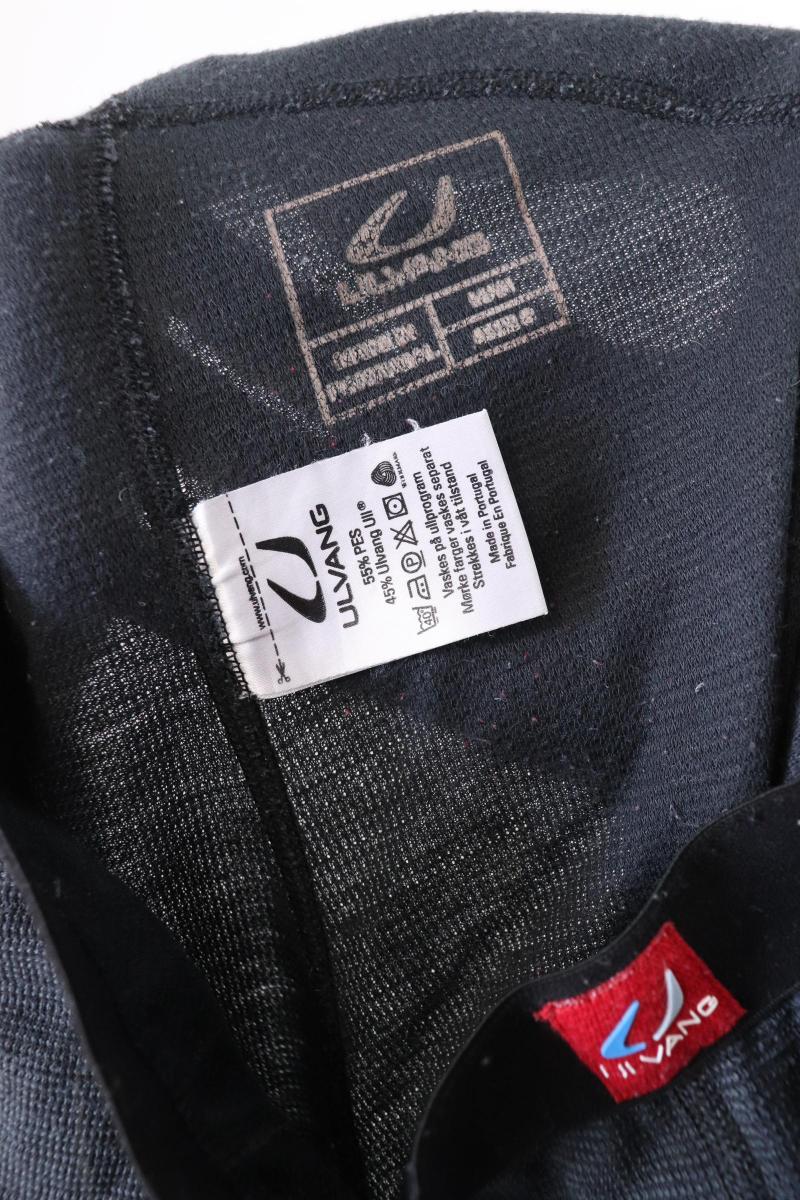 ULVANG
www.ulvang.com
ULVANG
55% PES
45% Ulvang Ull®
40°
P
Vaskes på ullprogram
Mørke farger vaskes separat
Strekkes i våt tilstand
Made in Portugal
Fabrique En Portugal
ULVANG